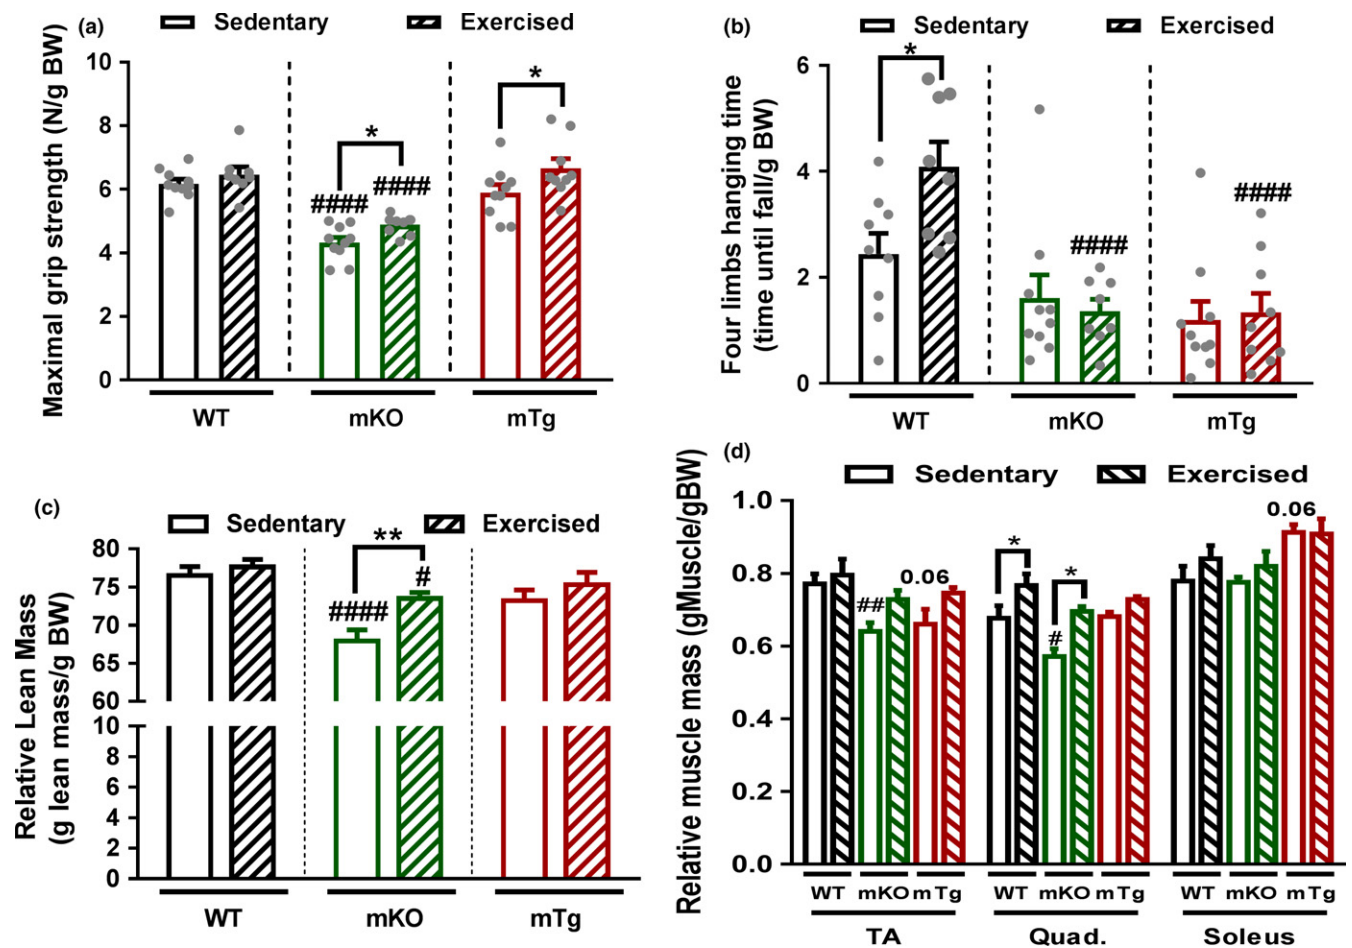 (a)
Sedentary Exercised
Maximal grip strength (N/g BW)
10
8
6
4
2
0
*
*
####
####
WT mKO mTg
(b)
Sedentary Exercised
Four limbs hanging time
(time until fall/g BW)
6
4
2
0
*
####
####
WT mKO mTg
(c)
Sedentary Exercised
Relative Lean Mass
(g lean mass/g BW)
80
75
70
65
60
10
8
6
4
2
0
**
#
####
WT mKO mTg
(d)
Sedentary Exercised
Relative muscle mass (gMuscle/gBW)
1.0
0.8
0.6
0.4
0.2
0.0
##
0.06
*
*
#
0.06
WT mKO mTg WT mKO mTg WT mKO mTg
TA Quad. Soleus